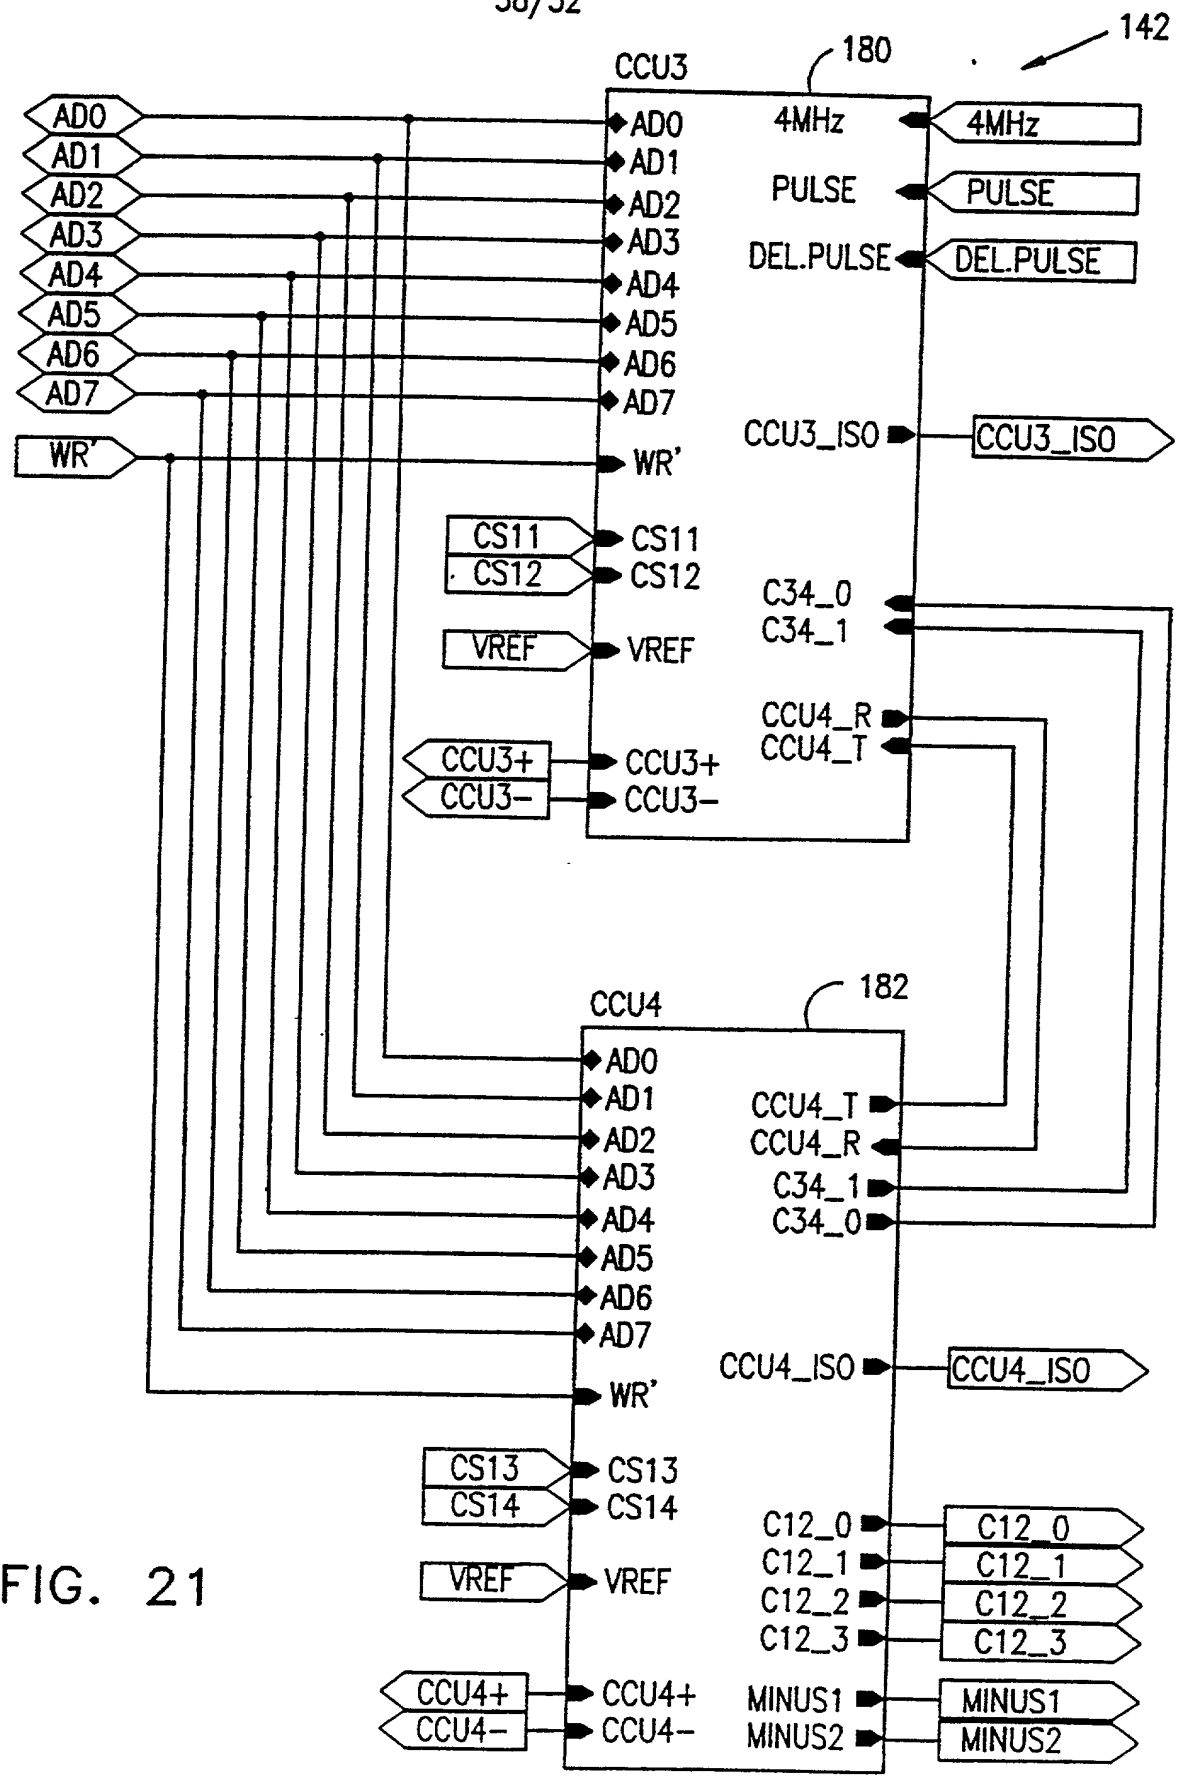 38/52
142
CCU3
180
AD0
AD1
AD2
AD3
AD4
AD5
AD6
AD7
WR'
CS11
CS12
VREF
CCU3+
CCU3-
AD0
AD1
AD2
AD3
AD4
AD5
AD6
AD7
WR'
CS11
CS12
VREF
CCU3+
CCU3-
4MHz
PULSE
DEL.PULSE
CCU3_ISO
C34_0
C34_1
CCU4_R
CCU4_T
4MHz
PULSE
DEL.PULSE
CCU3_ISO
CCU4
182
AD0
AD1
AD2
AD3
AD4
AD5
AD6
AD7
WR'
CS13
CS14
VREF
CCU4+
CCU4-
CS13
CS14
VREF
CCU4+
CCU4-
CCU4_T
CCU4_R
C34_1
C34_0
CCU4_ISO
C12_0
C12_1
C12_2
C12_3
MINUS1
MINUS2
CCU4_ISO
C12_0
C12_1
C12_2
C12_3
MINUS1
MINUS2
FIG. 21